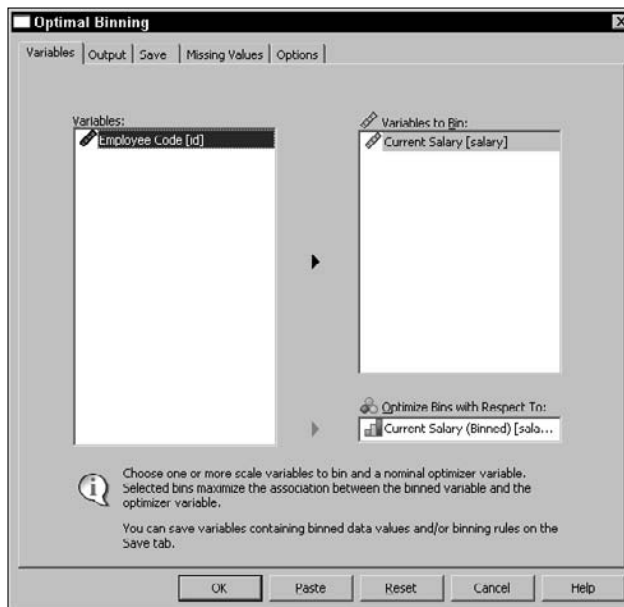 Optimal Binning
Variables Output Save Missing Values Options
Variables:
Employee Code [id]
Variables to Bin:
Current Salary [salary]
Optimize Bins with Respect To:
Current Salary (Binned) [sala...
Choose one or more scale variables to bin and a nominal optimizer variable.
Selected bins maximize the association between the binned variable and the
optimizer variable.
You can save variables containing binned data values and/or binning rules on the
Save tab.
OK Paste Reset Cancel Help